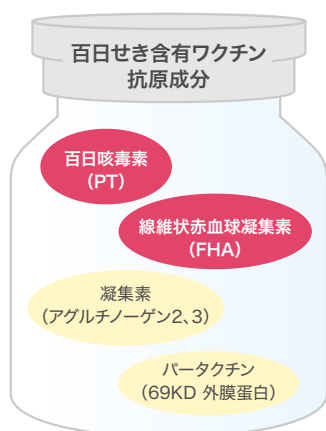 百日せき含有ワクチン
抗原成分
百日咳毒素
（PT）
線維状赤血球凝集素
（FHA）
凝集素
（アグルチノーゲン2、3）
パータクチン
（69KD 外膜蛋白）